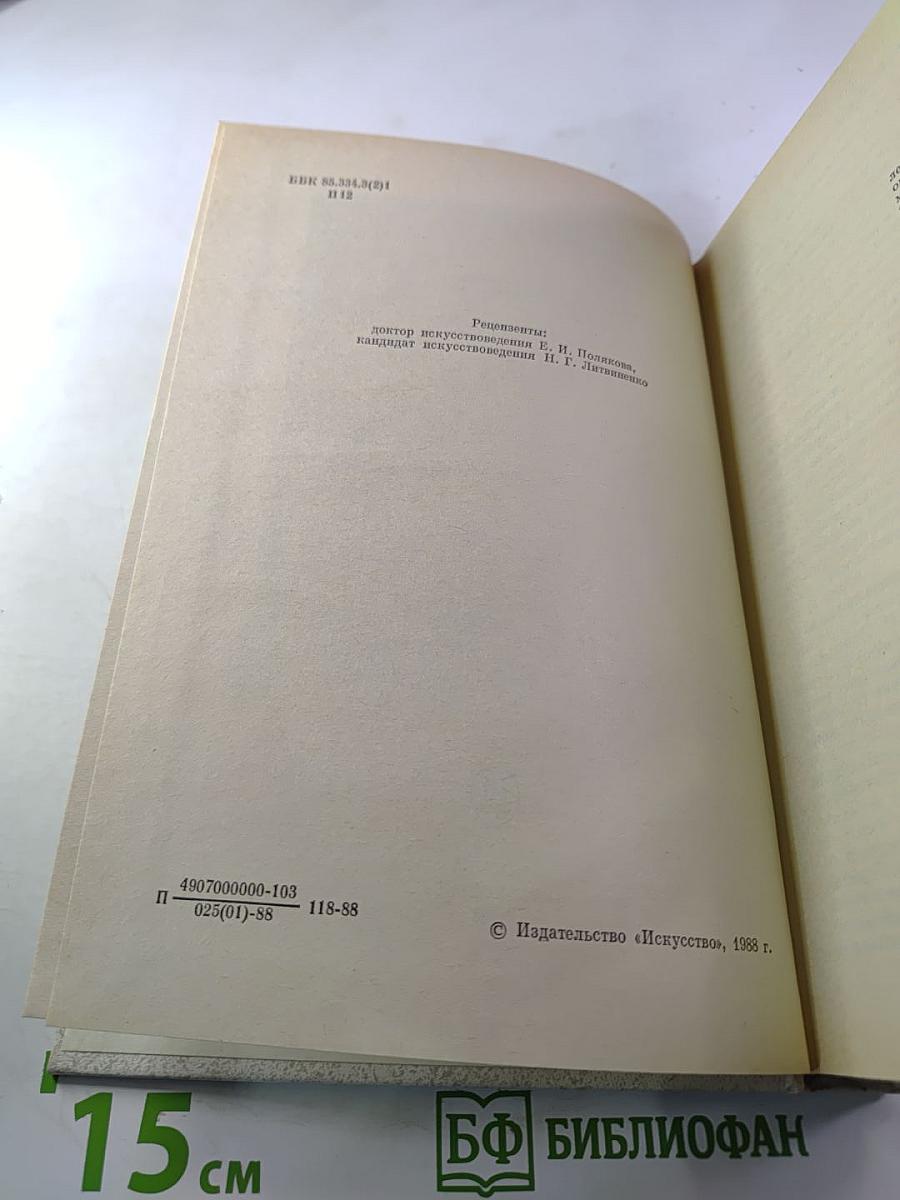 ББК 85.334.3(2)1
П 12
Рецензенты:
доктор искусствоведения Е. И. Полякова,
кандидат искусствоведения Н. Г. Литвиненко
П 4907000000-103
025(01)-88
118-88
© Издательство «Искусство», 1988 г.
15 см
БФ БИБЛИОФАН